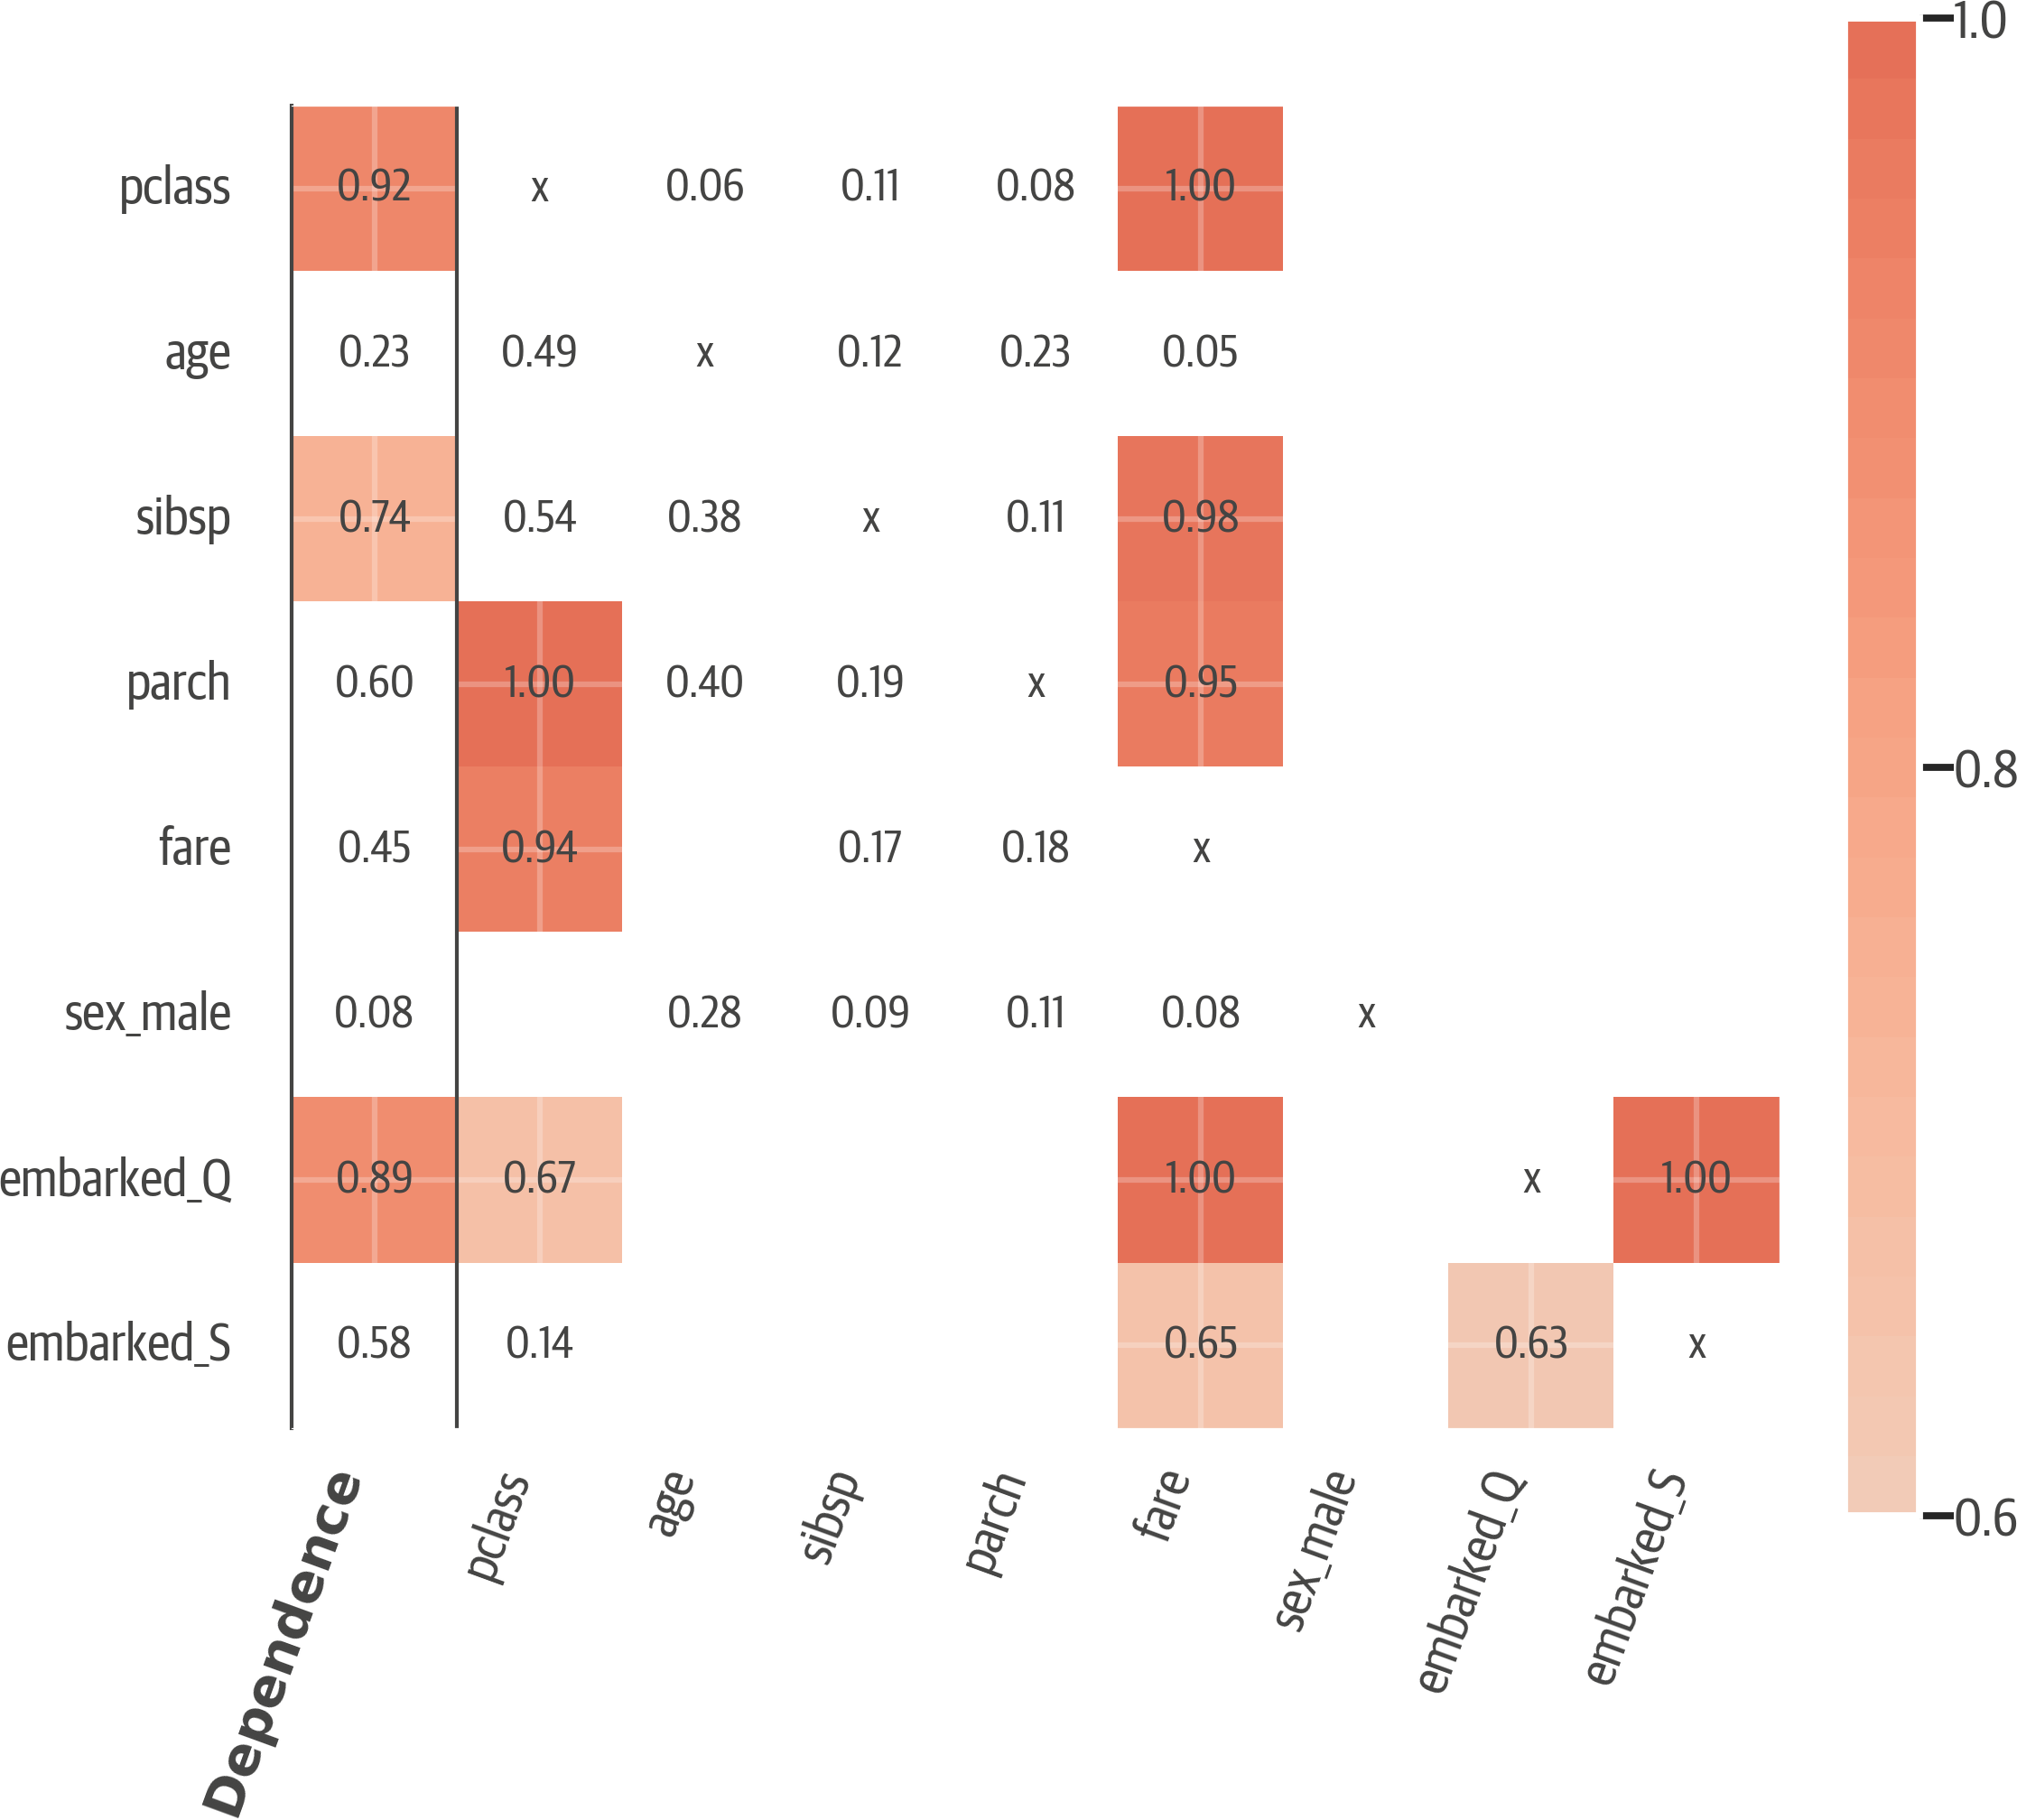 1.0
pclass 0.92 x 0.06 0.11 0.08 1.00
age 0.23 0.49 x 0.12 0.23 0.05
sibsp 0.74 0.54 0.38 x 0.11 0.98
parch 0.60 1.00 0.40 0.19 x 0.95
0.8
fare 0.45 0.94 0.17 0.18 x
sex_male 0.08 0.28 0.09 0.11 0.08 x
embarked_Q 0.89 0.67 1.00 x 1.00
embarked_S 0.58 0.14 0.65 0.63 x
0.6
Dependence
pclass
age
sibsp
parch
fare
sex_male
embarked_Q
embarked_S